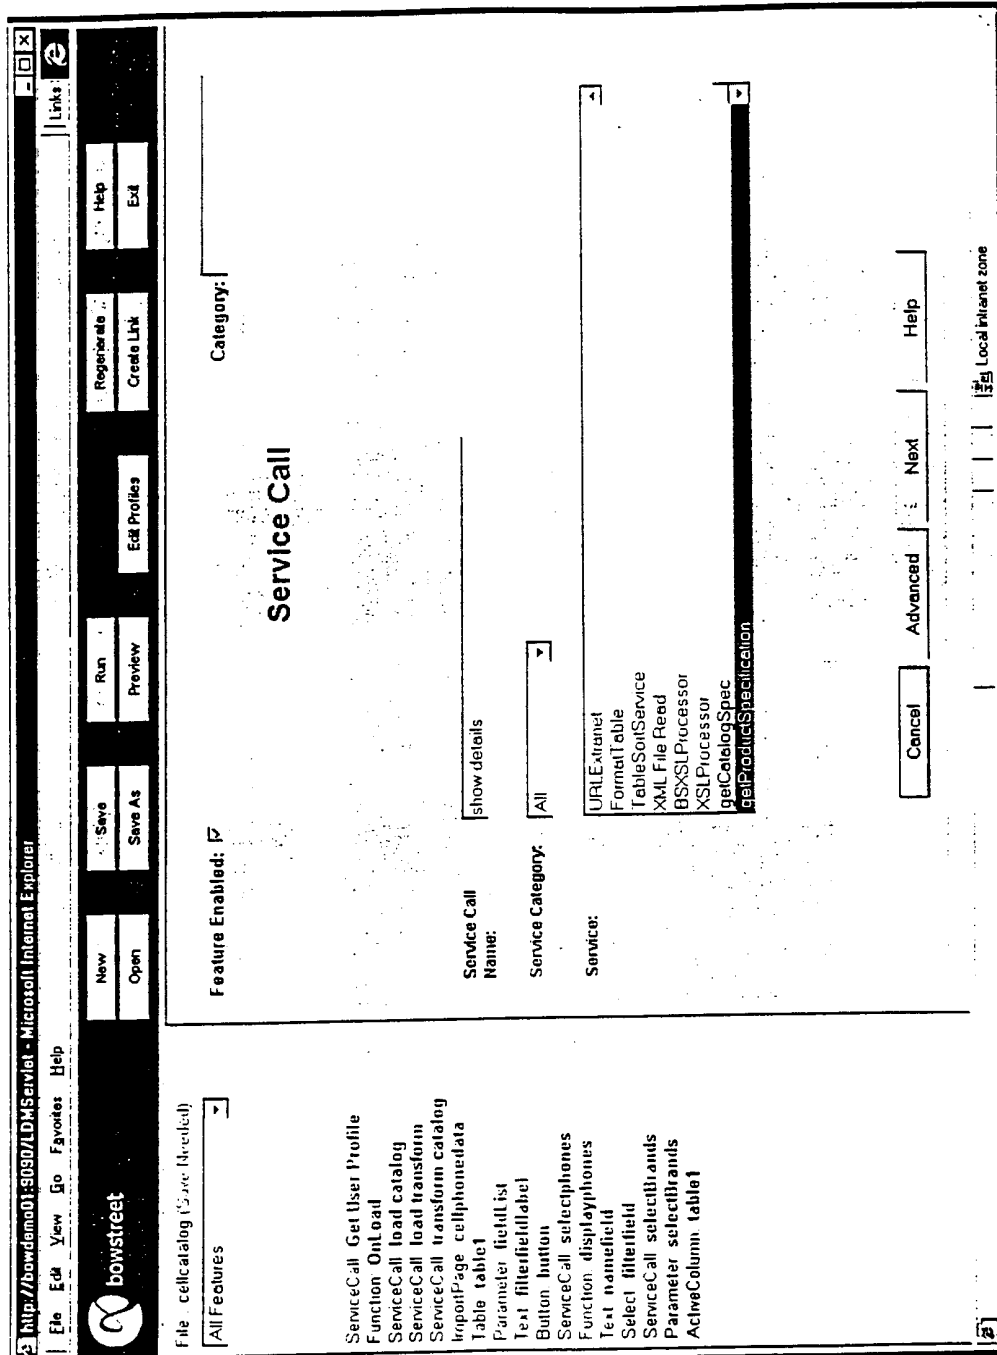 http://bowdemo01:9090/LDMServlet - Microsoft Internet Explorer
File Edit View Go Favorites Help
Links
bowstreet
New Save Run Regenerate Help
Open Save As Preview Edit Profiles Create Link Exit
File : cellcatalog (Save Needed)
All Features
ServiceCall Get User Profile
Function OnLoad
ServiceCall load catalog
ServiceCall load transform
ServiceCall transform catalog
ImportPage cellphonedata
Table table1
Parameter fieldList
Text filterfieldlabel
Button button
ServiceCall selectphones
Function displayphones
Text namefield
Select filterfield
ServiceCall selectBrands
Parameter selectBrands
ActiveColumn table1
Feature Enabled:
Category:
Service Call
Service Call
Name:
show details
Service Category:
All
Service:
URLExtranet
FormatTable
TableSortService
XML File Read
BSXSLProcessor
XSLProcessor
getCatalogSpec
getProductSpecification
Cancel Advanced Next Help
Local intranet zone